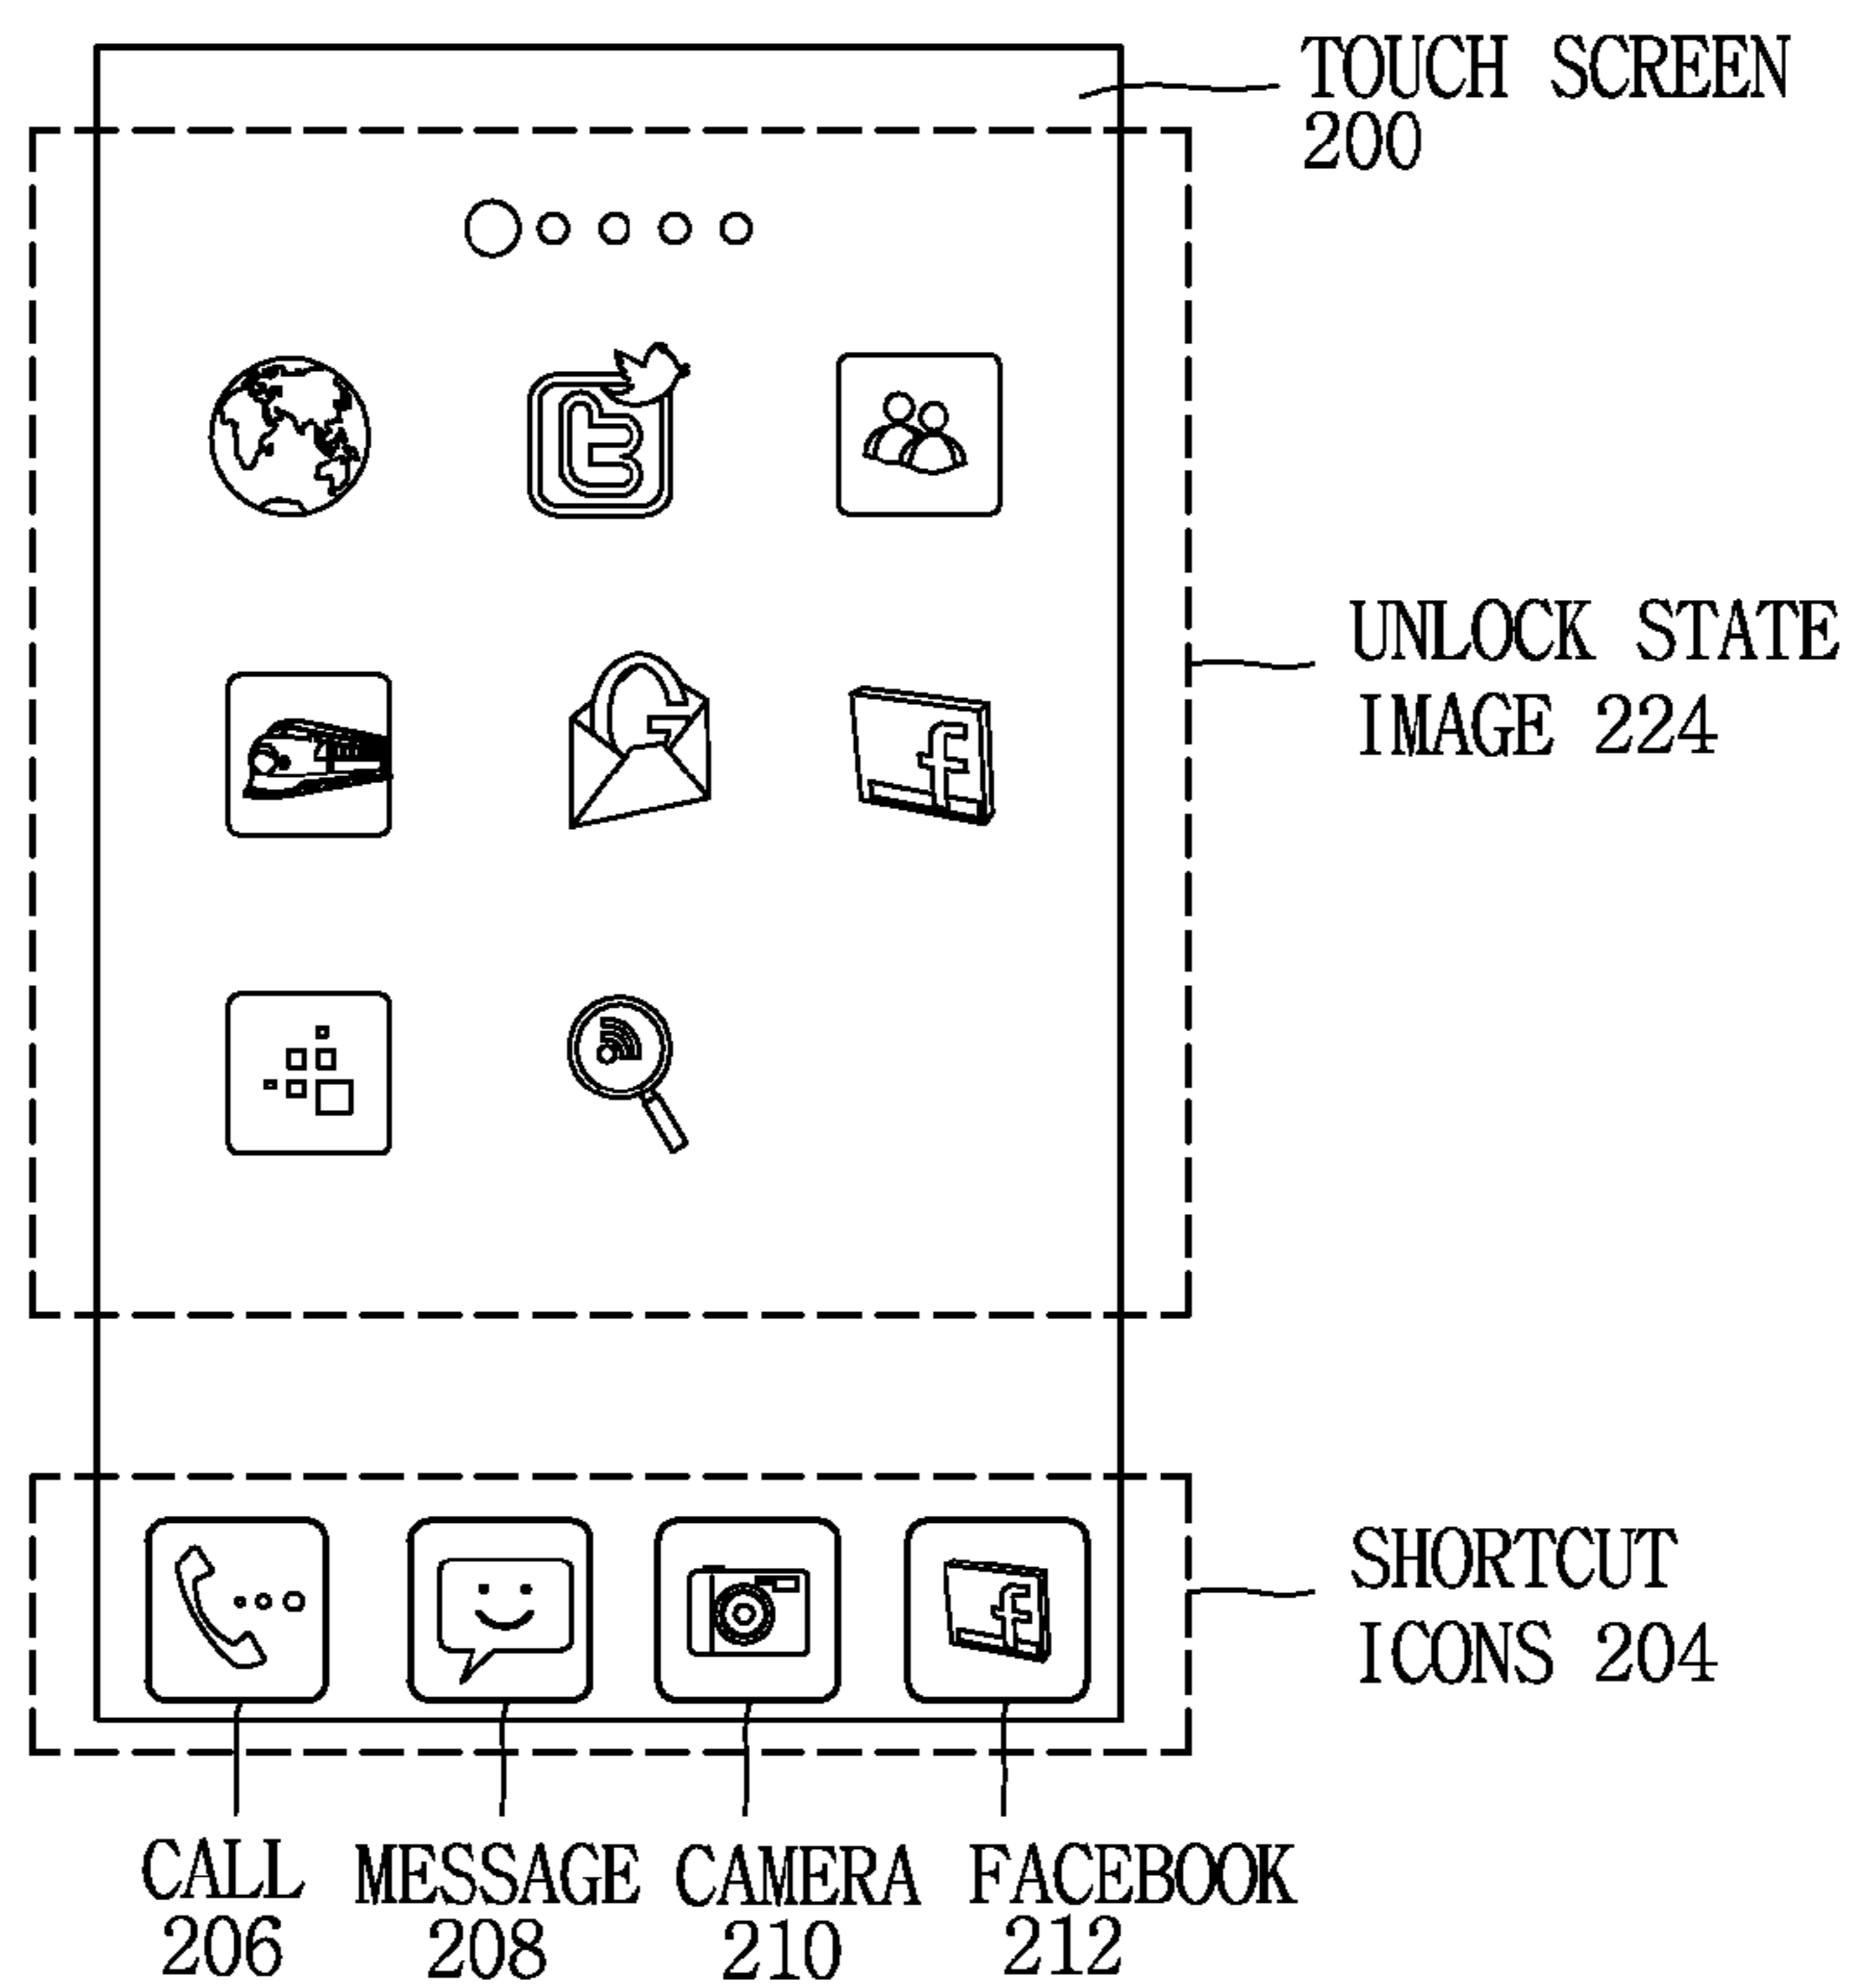 TOUCH SCREEN
200
UNLOCK STATE
IMAGE 224
SHORTCUT
ICONS 204
CALL MESSAGE CAMERA FACEBOOK
206 208 210 212